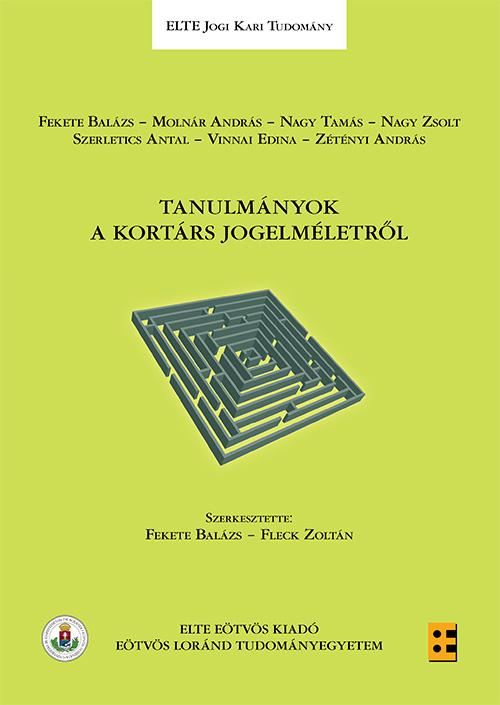 ELTE Jogi Kari Tudomány
Fekete Balázs – Molnár András – Nagy Tamás – Nagy Zsolt
Szerletics Antal – Vinnai Edina – Zétényi András
TANULMÁNYOK
A KORTÁRS JOGELMÉLETRŐL
Szerkesztette:
Fekete Balázs – Fleck Zoltán
ELTE EÖTVÖS KIADÓ
EÖTVÖS LORÁND TUDOMÁNYEGYETEM